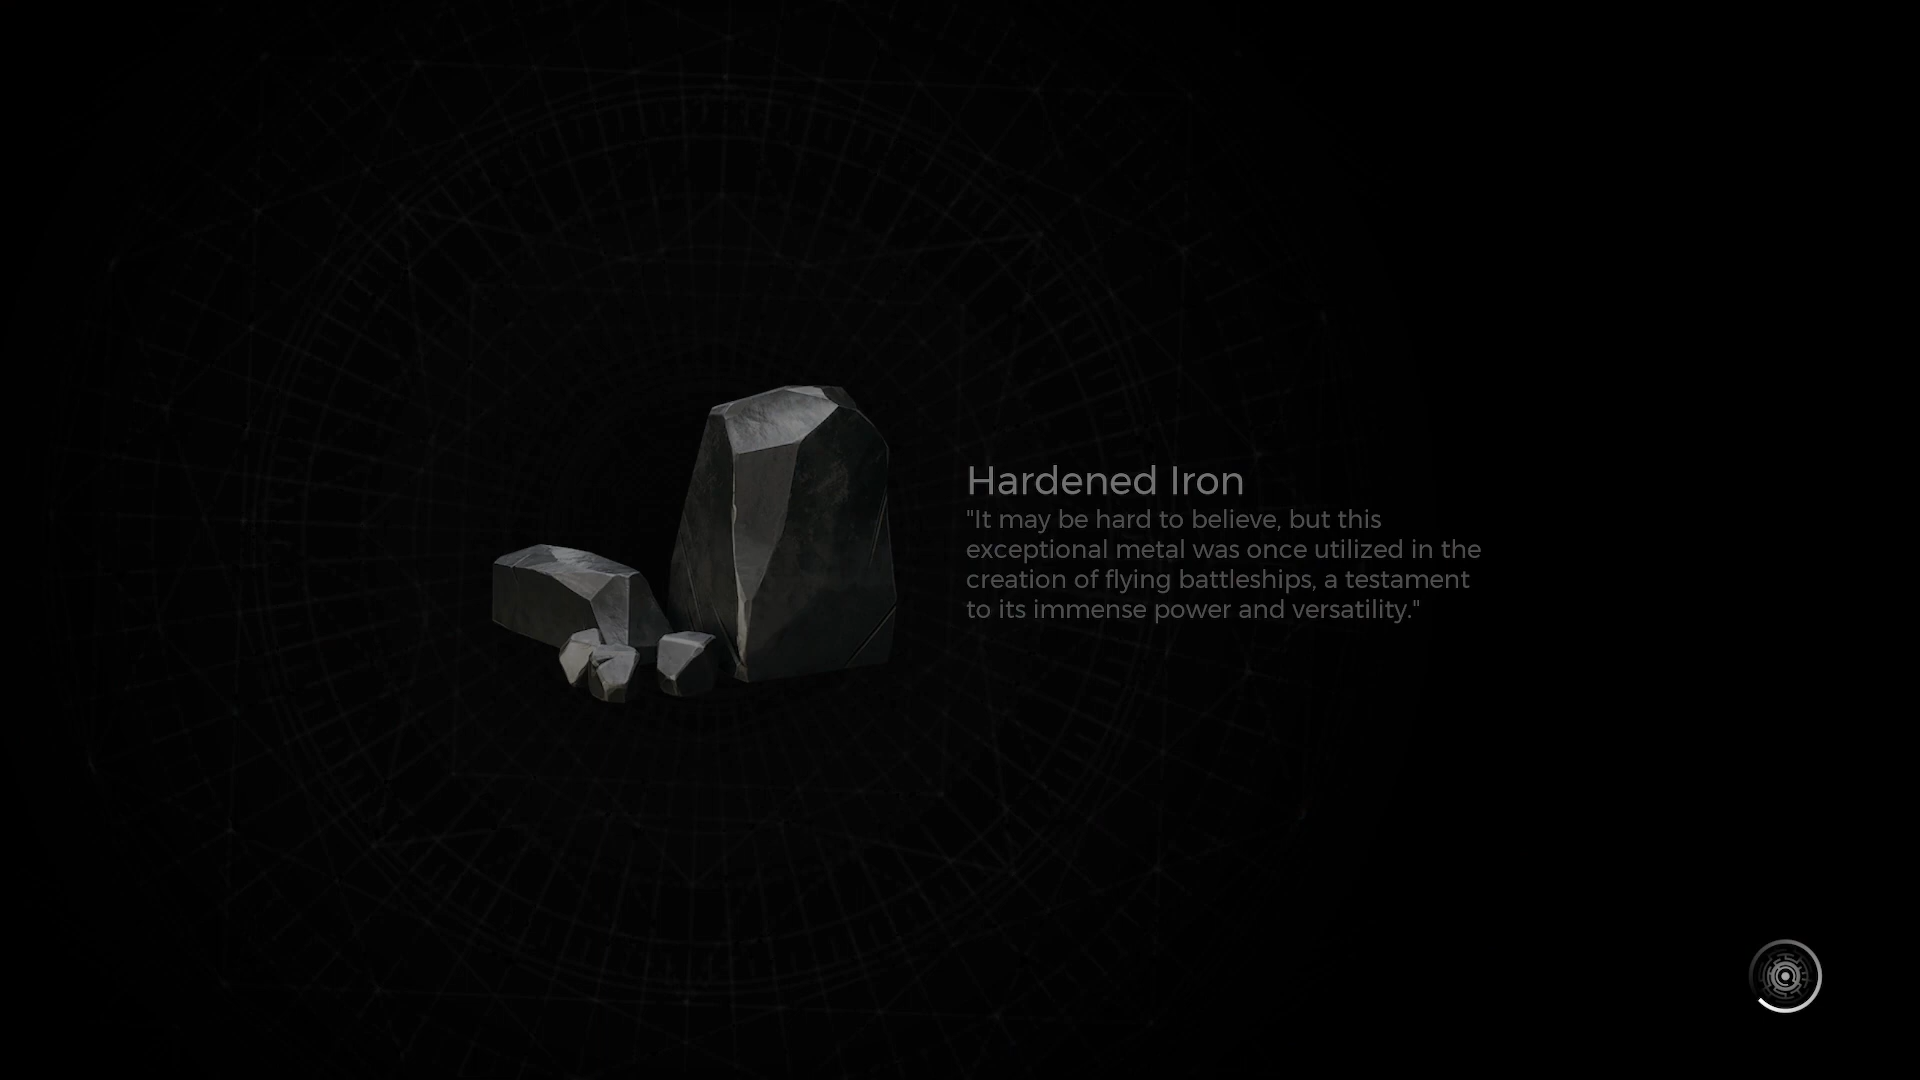 Hardened Iron
"It may be hard to believe, but this
exceptional metal was once utilized in the
creation of flying battleships, a testament
to its immense power and versatility."